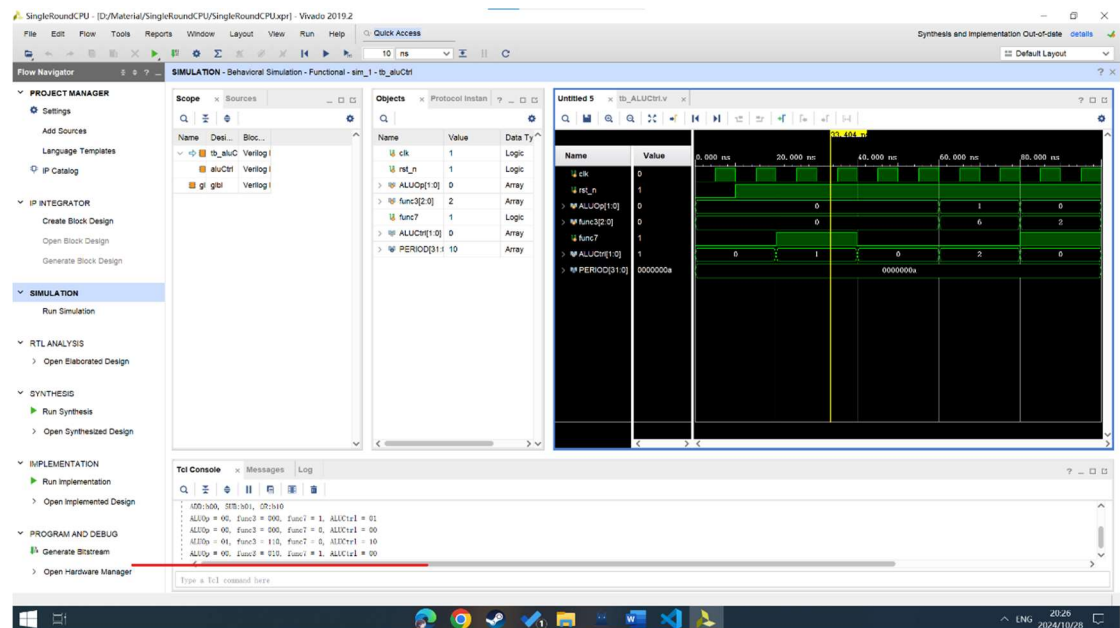 SingleRoundCPU - [D:/Material/SingleRoundCPU/SingleRoundCPU.xpr] - Vivado 2019.2
File Edit Flow Tools Reports Window Layout View Run Help Quick Access
Synthesis and Implementation Out-of-date details
10 ns
Default Layout
Flow Navigator
SIMULATION - Behavioral Simulation - Functional - sim_1 - tb_aluCtrl
PROJECT MANAGER
Settings
Add Sources
Language Templates
IP Catalog
IP INTEGRATOR
Create Block Design
Open Block Design
Generate Block Design
SIMULATION
Run Simulation
RTL ANALYSIS
Open Elaborated Design
SYNTHESIS
Run Synthesis
Open Synthesized Design
IMPLEMENTATION
Run Implementation
Open Implemented Design
PROGRAM AND DEBUG
Generate Bitstream
Open Hardware Manager
Scope Sources
Name Desi... Bloc...
tb_aluC Verilog
aluCtrl Verilog
gl glbl Verilog
Objects Protocol Instan
Name Value Data Ty
clk 1 Logic
rst_n 1 Logic
ALUOp[1:0] 0 Array
func3[2:0] 2 Array
func7 1 Logic
ALUCtrl[1:0] 0 Array
PERIOD[31:( 10 Array
Untitled 5 tb_ALUCtrl.v
33.404 n
Name Value 0.000 ns 20.000 ns 40.000 ns 60.000 ns 80.000 ns
clk 0
rst_n 1
ALUOp[1:0] 0 0 1 0
func3[2:0] 0 0 6 2
func7 1
ALUCtrl[1:0] 1 0 1 0 2 0
PERIOD[31:0] 0000000a 0000000a
Tcl Console Messages Log
ADD:b00, SUB:b01, OR:b10
ALUOp = 00, func3 = 000, func7 = 1, ALUCtrl = 01
ALUOp = 00, func3 = 000, func7 = 0, ALUCtrl = 00
ALUOp = 01, func3 = 110, func7 = 0, ALUCtrl = 10
ALUOp = 00, func3 = 010, func7 = 1, ALUCtrl = 00
Type a Tcl command here
ENG
20:26
2024/10/28